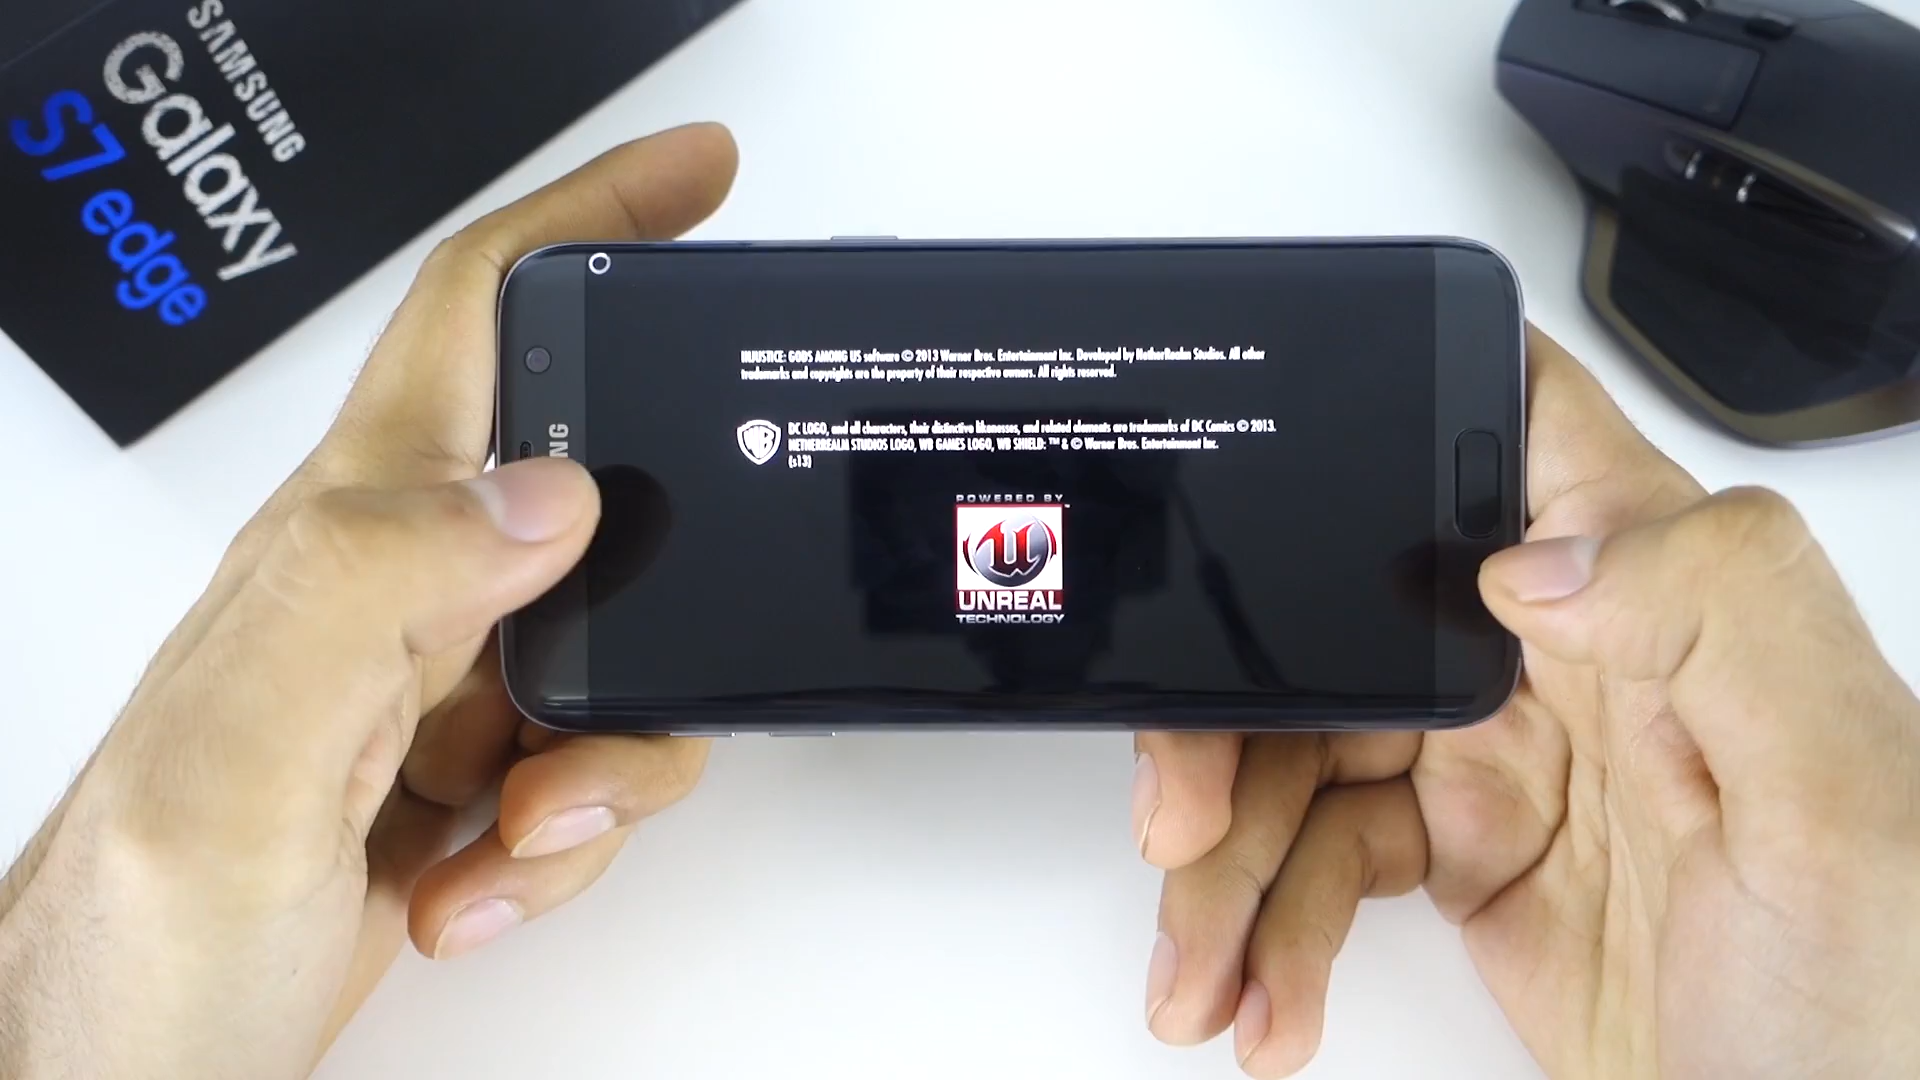 SAMSUNG
Galaxy
S7 edge
NG
INJUSTICE: GODS AMONG US software © 2013 Warner Bros. Entertainment Inc. Developed by NetherRealm Studios. All other
trademarks and copyrights are the property of their respective owners. All rights reserved.
WB
DC LOGO, and all characters, their distinctive likenesses, and related elements are trademarks of DC Comics © 2013.
NETHERREALM STUDIOS LOGO, WB GAMES LOGO, WB SHIELD: ™ & © Warner Bros. Entertainment Inc.
(s13)
POWERED BY
U
™
UNREAL
TECHNOLOGY